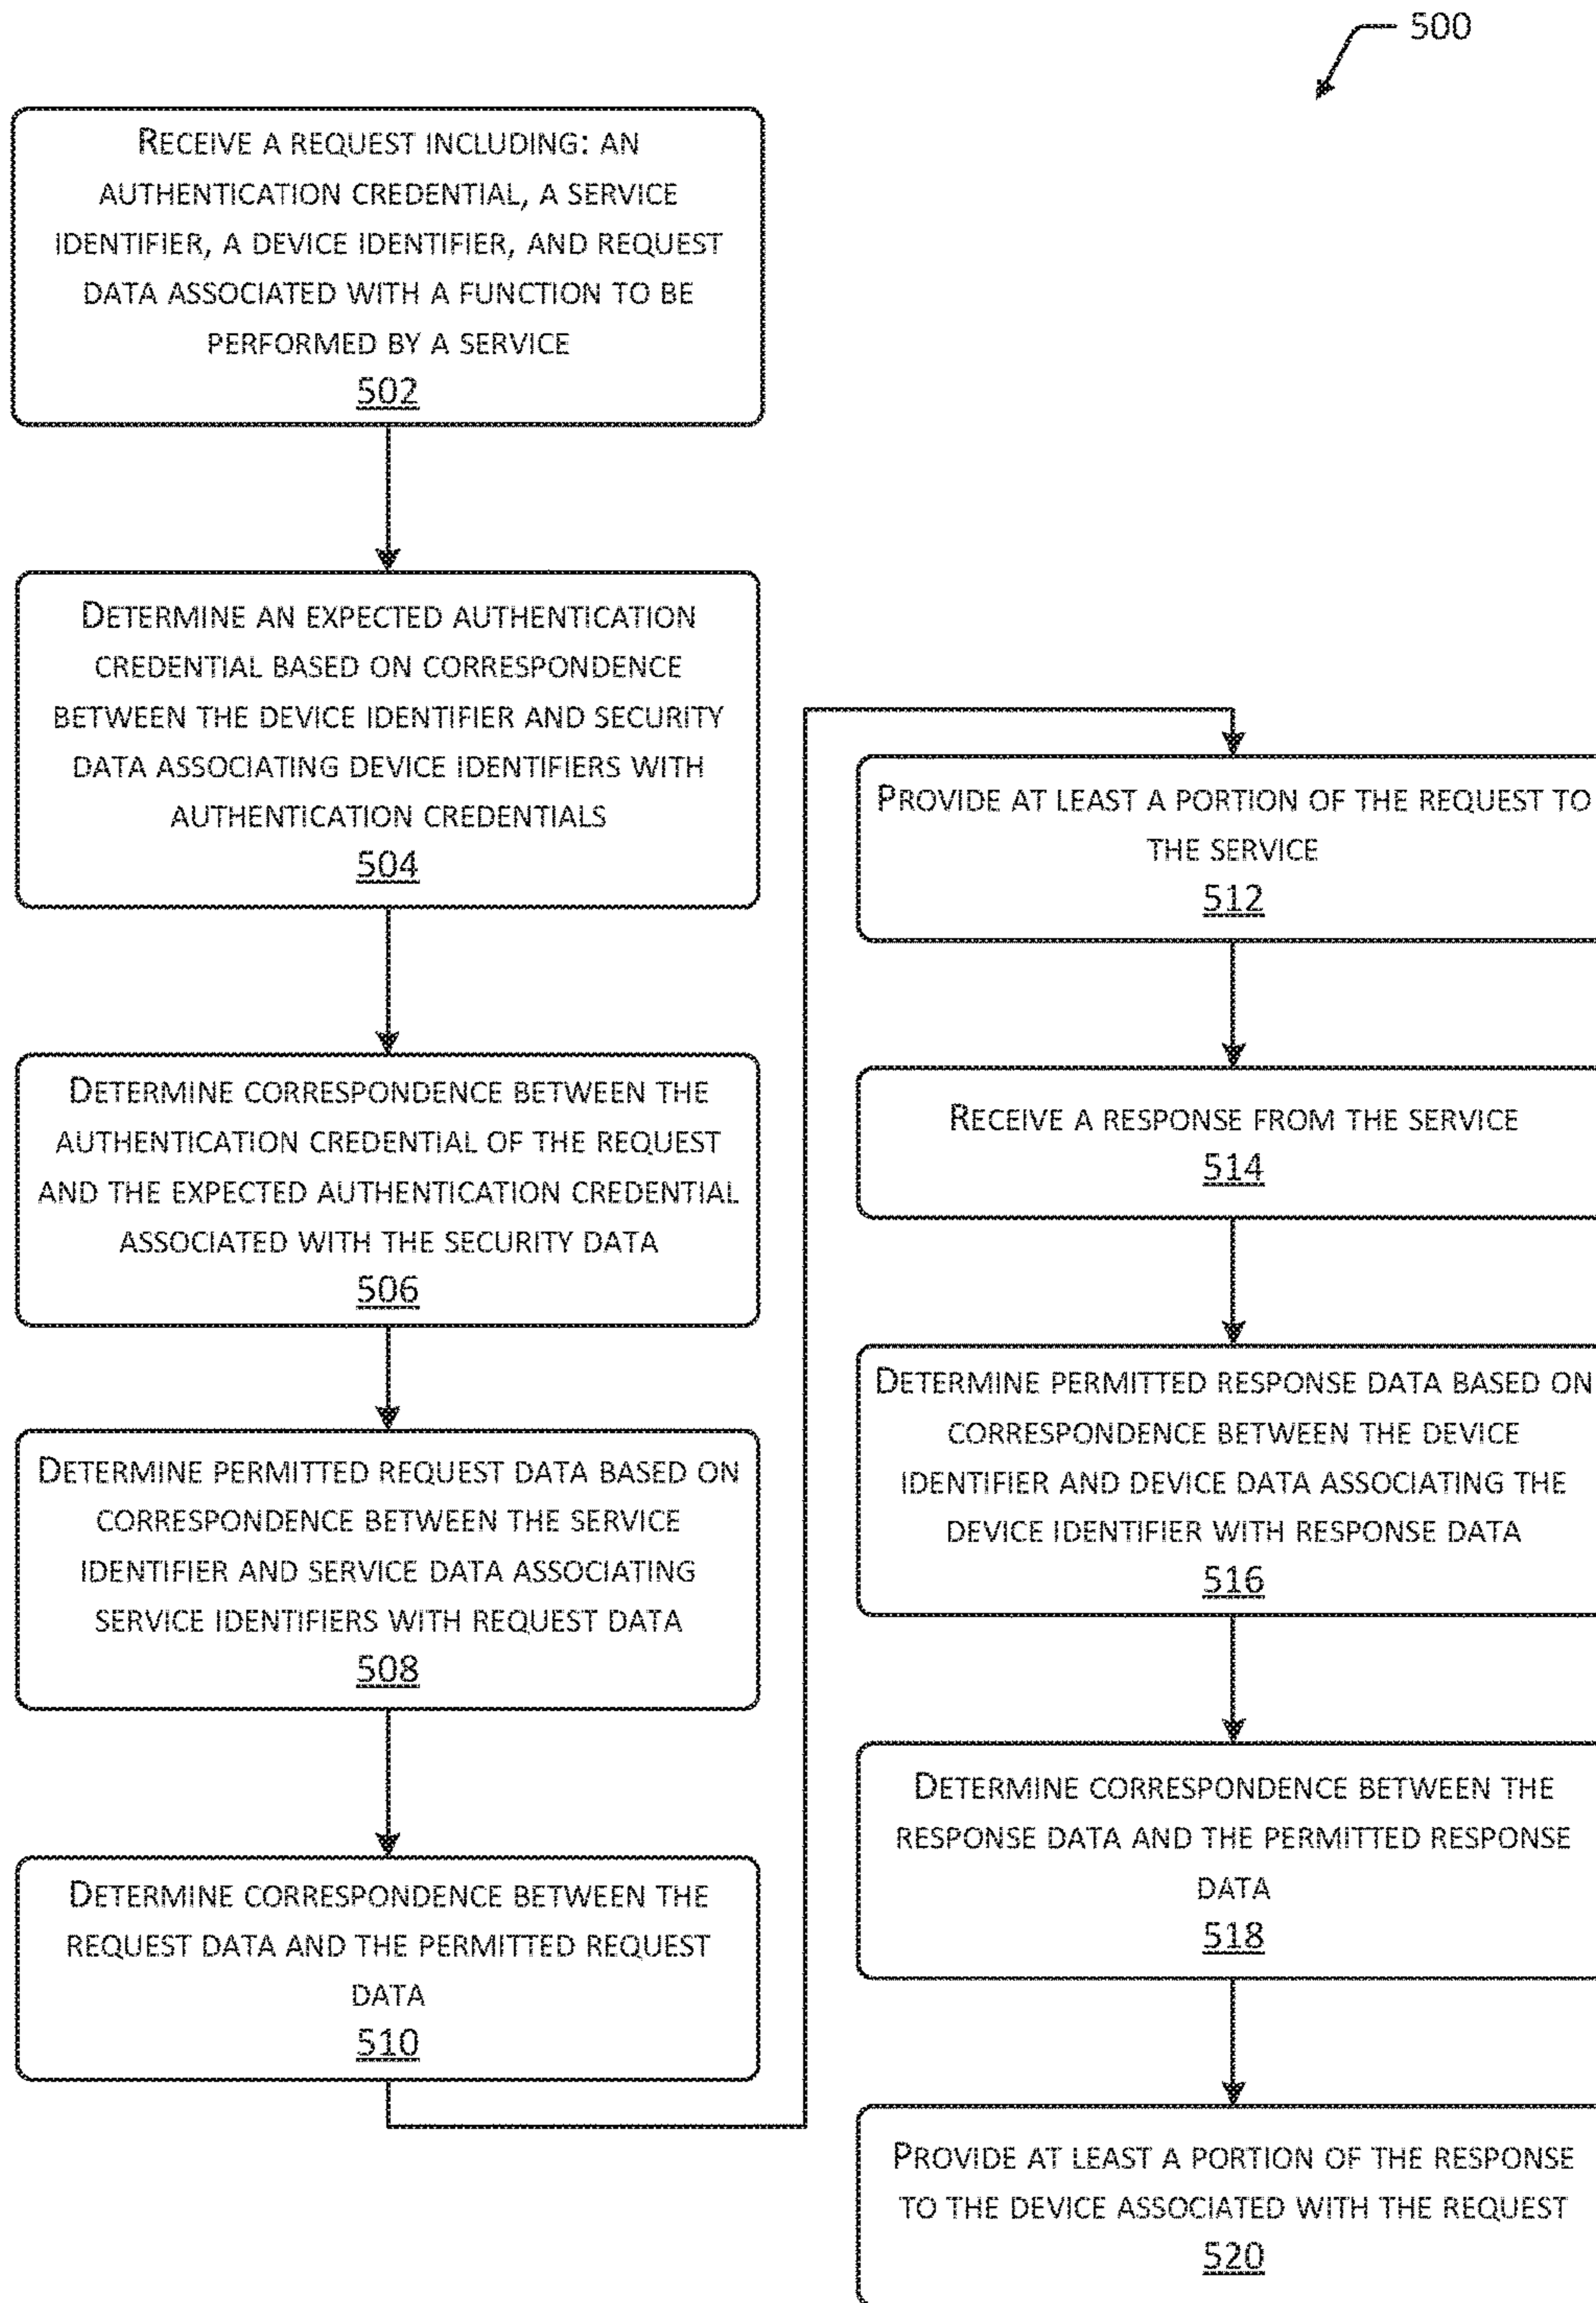 500
RECEIVE A REQUEST INCLUDING: AN
AUTHENTICATION CREDENTIAL, A SERVICE
IDENTIFIER, A DEVICE IDENTIFIER, AND REQUEST
DATA ASSOCIATED WITH A FUNCTION TO BE
PERFORMED BY A SERVICE
502
DETERMINE AN EXPECTED AUTHENTICATION
CREDENTIAL BASED ON CORRESPONDENCE
BETWEEN THE DEVICE IDENTIFIER AND SECURITY
DATA ASSOCIATING DEVICE IDENTIFIERS WITH
AUTHENTICATION CREDENTIALS
504
DETERMINE CORRESPONDENCE BETWEEN THE
AUTHENTICATION CREDENTIAL OF THE REQUEST
AND THE EXPECTED AUTHENTICATION CREDENTIAL
ASSOCIATED WITH THE SECURITY DATA
506
DETERMINE PERMITTED REQUEST DATA BASED ON
CORRESPONDENCE BETWEEN THE SERVICE
IDENTIFIER AND SERVICE DATA ASSOCIATING
SERVICE IDENTIFIERS WITH REQUEST DATA
508
DETERMINE CORRESPONDENCE BETWEEN THE
REQUEST DATA AND THE PERMITTED REQUEST
DATA
510
PROVIDE AT LEAST A PORTION OF THE REQUEST TO
THE SERVICE
512
RECEIVE A RESPONSE FROM THE SERVICE
514
DETERMINE PERMITTED RESPONSE DATA BASED ON
CORRESPONDENCE BETWEEN THE DEVICE
IDENTIFIER AND DEVICE DATA ASSOCIATING THE
DEVICE IDENTIFIER WITH RESPONSE DATA
516
DETERMINE CORRESPONDENCE BETWEEN THE
RESPONSE DATA AND THE PERMITTED RESPONSE
DATA
518
PROVIDE AT LEAST A PORTION OF THE RESPONSE
TO THE DEVICE ASSOCIATED WITH THE REQUEST
520